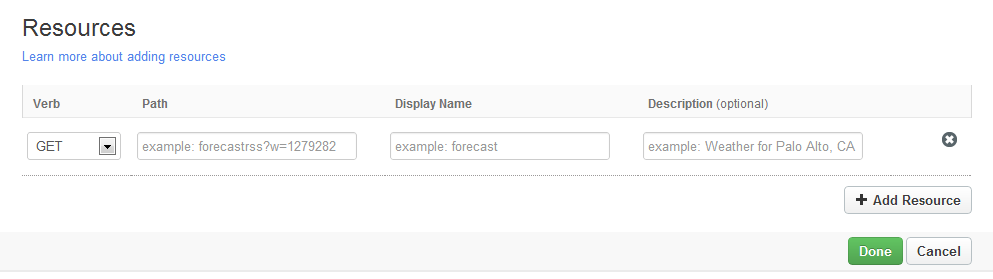 Resources
Learn more about adding resources
Verb Path Display Name Description (optional)
GET example: forecastrss?w=1279282 example: forecast example: Weather for Palo Alto, CA
+ Add Resource
Done Cancel